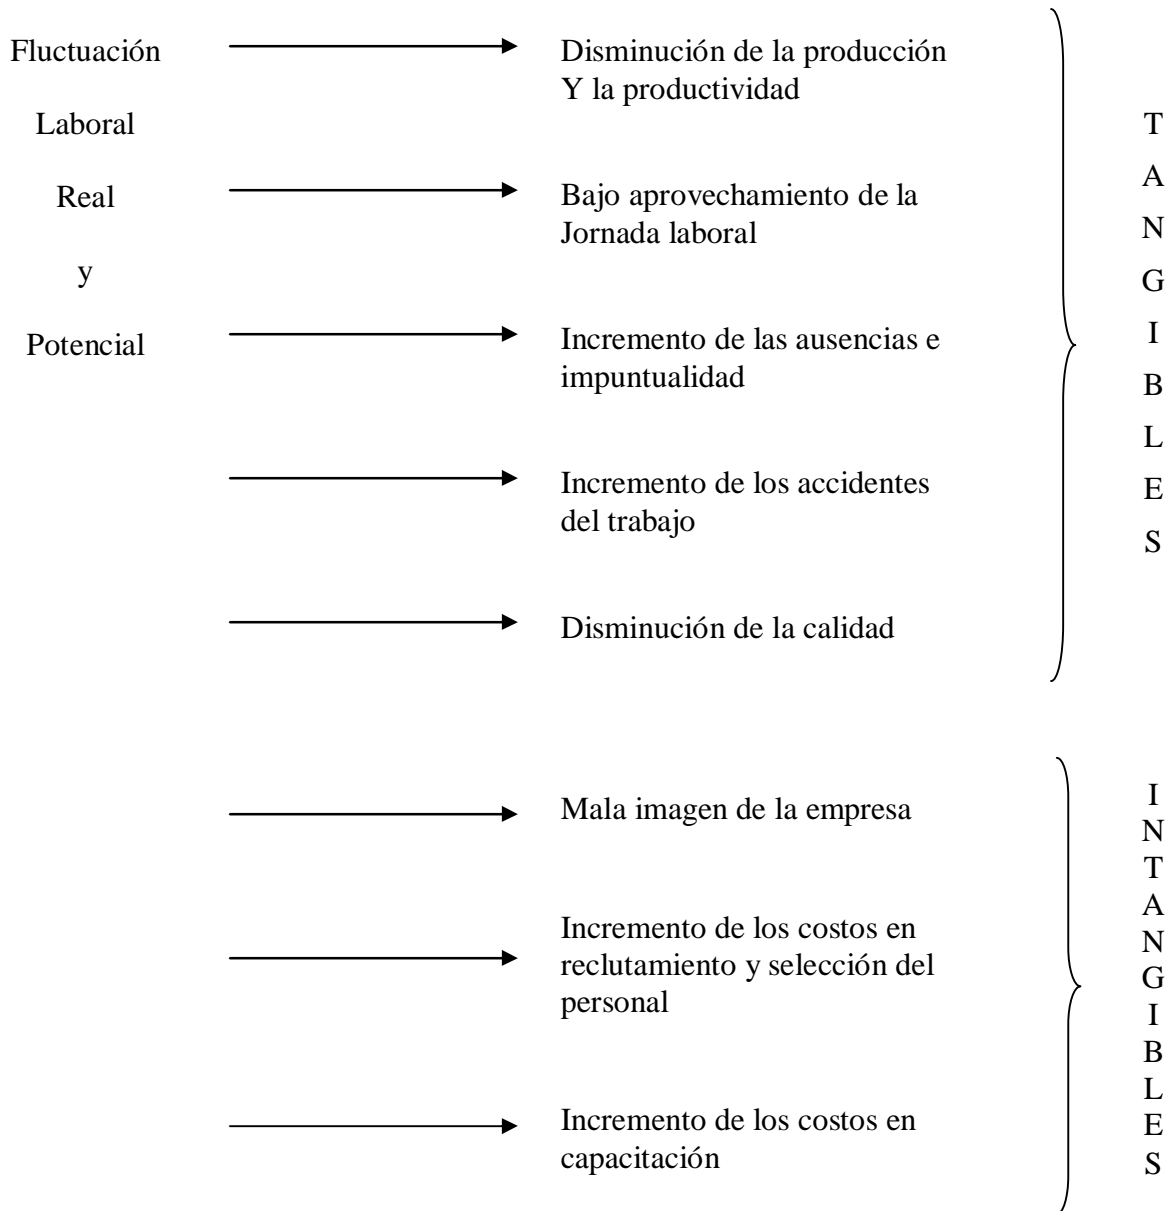 Fluctuación
Laboral
Real
y
Potencial
Disminución de la producción
Y la productividad
Bajo aprovechamiento de la
Jornada laboral
Incremento de las ausencias e
impuntualidad
Incremento de los accidentes
del trabajo
Disminución de la calidad
T
A
N
G
I
B
L
E
S
Mala imagen de la empresa
Incremento de los costos en
reclutamiento y selección del
personal
Incremento de los costos en
capacitación
I
N
T
A
N
G
I
B
L
E
S